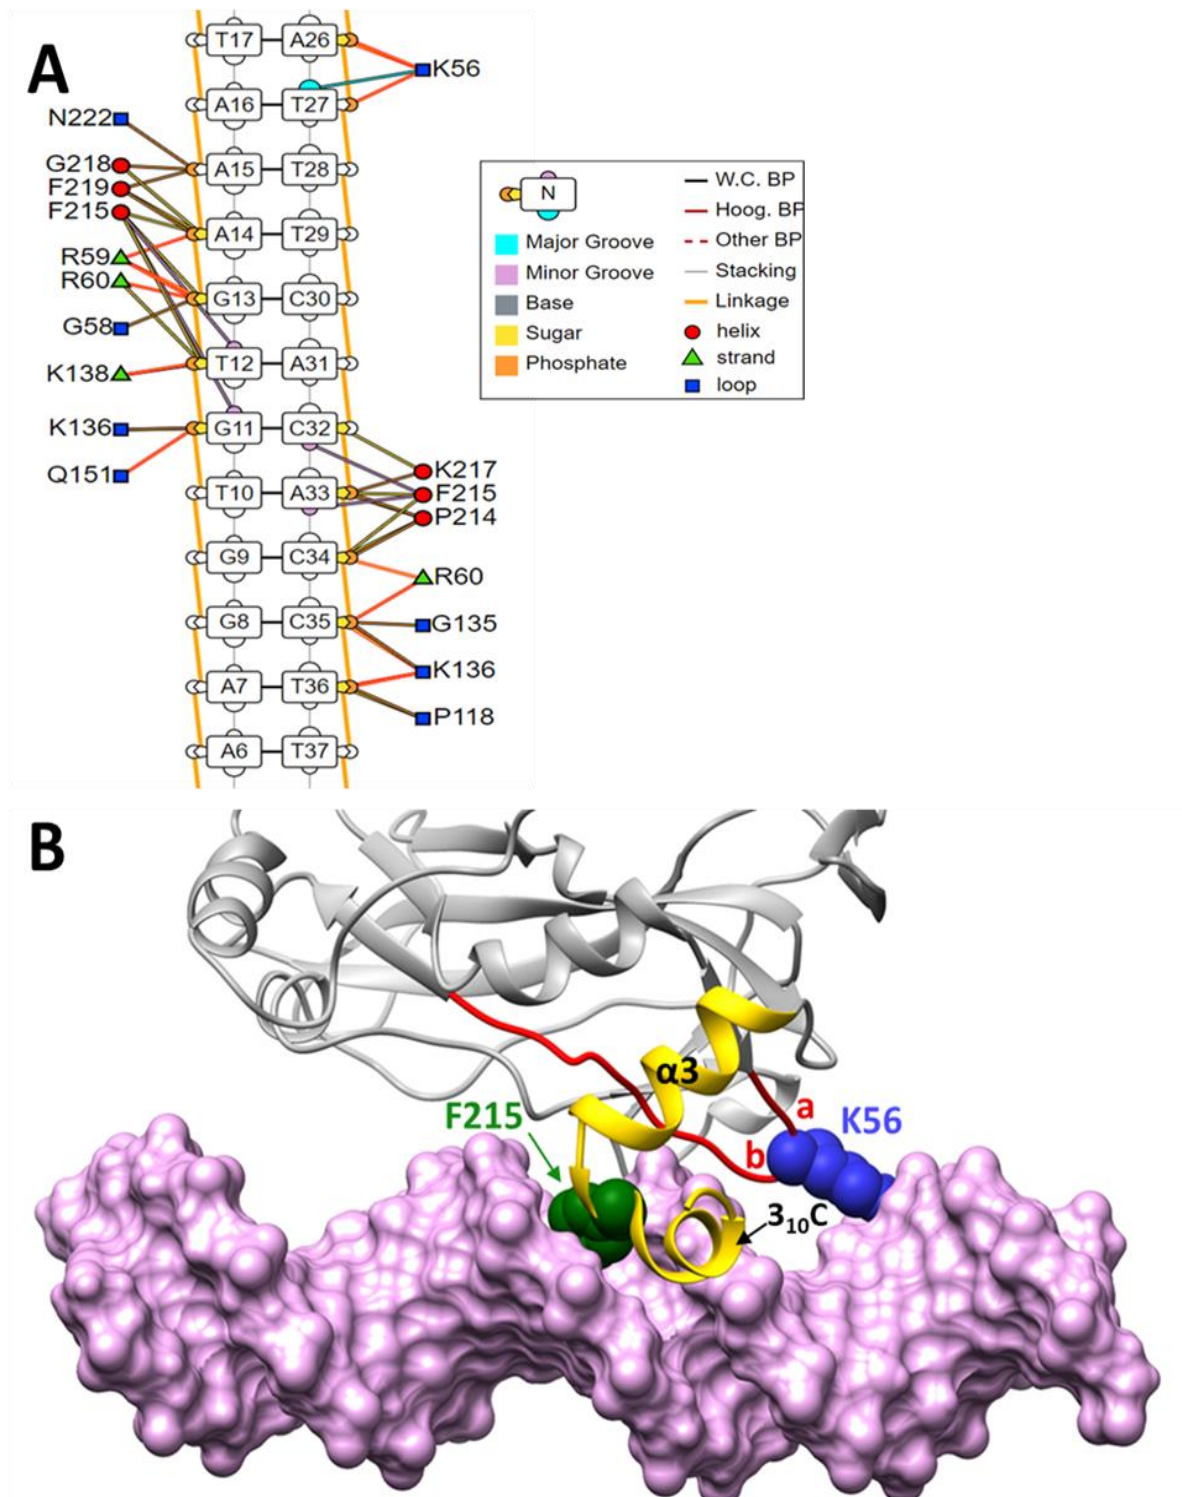 A
T17 A26
K56
A16 T27
N222
A15 T28
G218
F219
F215
A14 T29
R59
R60
G13 C30
G58
T12 A31
K138
K136
G11 C32
Q151
K217
T10 A33
F215
P214
G9 C34
R60
G8 C35
G135
K136
A7 T36
P118
A6 T37
N
Major Groove
Minor Groove
Base
Sugar
Phosphate
W.C. BP
Hoog. BP
Other BP
Stacking
Linkage
helix
strand
loop
B
α3
F215
a
K56
b
3₁₀C